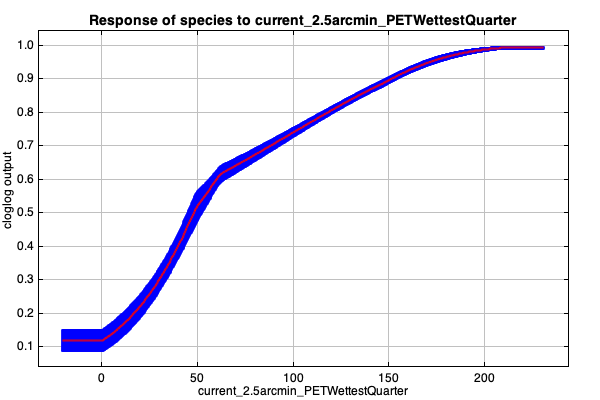 Response of species to current_2.5arcmin_PETWettestQuarter
1.0
0.9
0.8
0.7
0.6
0.5
0.4
0.3
0.2
0.1
cloglog output
0 50 100 150 200
current_2.5arcmin_PETWettestQuarter